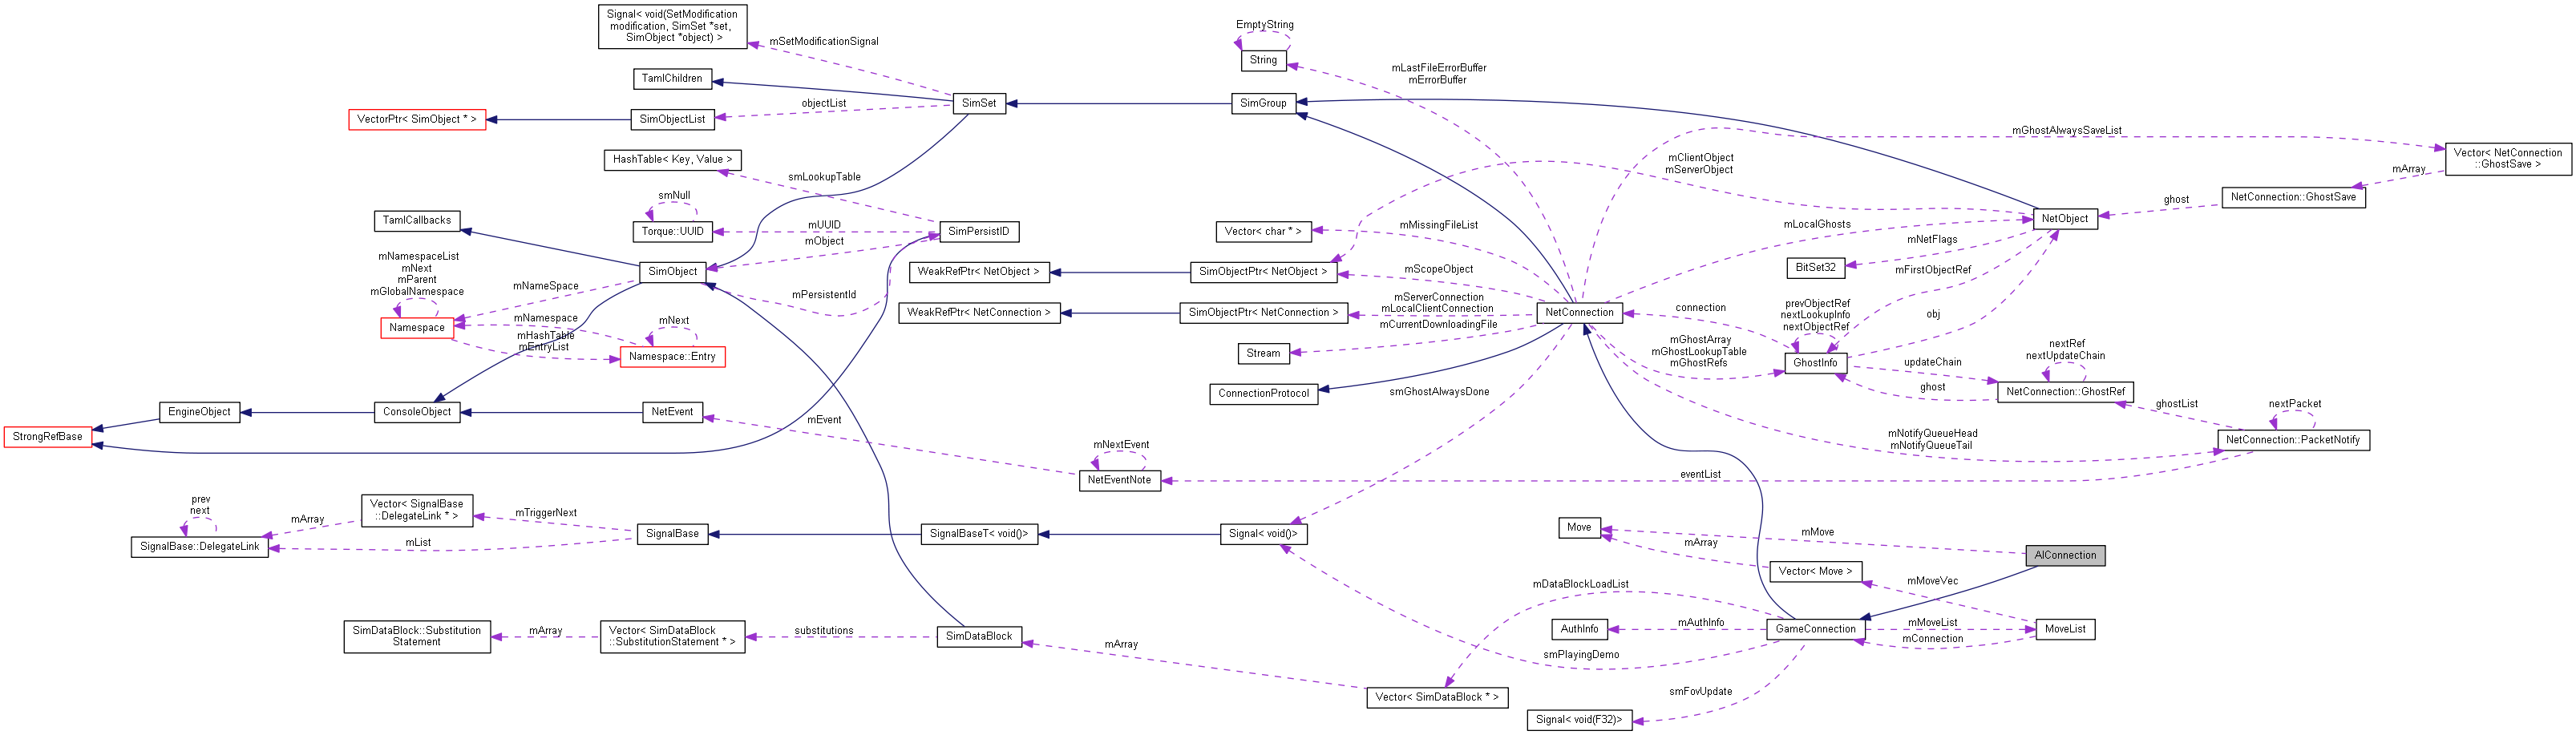 Signal< void(SetModification
modification, SimSet *set,
SimObject *object) >
mSetModificationSignal
TamlChildren
objectList
VectorPtr< SimObject * >
SimObjectList
SimSet
SimGroup
EmptyString
String
mLastFileErrorBuffer
mErrorBuffer
HashTable< Key, Value >
smLookupTable
smNull
Torque::UUID
mUUID
mObject
SimPersistID
TamlCallbacks
SimObject
mPersistentId
mNamespaceList
mNext
mParent
mGlobalNamespace
Namespace
mNameSpace
mNamespace
mHashTable
mEntryList
mNext
Namespace::Entry
EngineObject
ConsoleObject
NetEvent
StrongRefBase
mEvent
mNextEvent
NetEventNote
eventList
mGhostAlwaysSaveList
Vector< NetConnection
::GhostSave >
mArray
NetConnection::GhostSave
ghost
NetObject
mClientObject
mServerObject
mLocalGhosts
mNetFlags
BitSet32
mFirstObjectRef
Vector< char * >
mMissingFileList
WeakRefPtr< NetObject >
SimObjectPtr< NetObject >
mScopeObject
WeakRefPtr< NetConnection >
SimObjectPtr< NetConnection >
mServerConnection
mLocalClientConnection
mCurrentDownloadingFile
NetConnection
Stream
ConnectionProtocol
connection
prevObjectRef
nextLookupInfo
nextObjectRef
obj
mGhostArray
mGhostLookupTable
mGhostRefs
GhostInfo
updateChain
ghost
nextRef
nextUpdateChain
NetConnection::GhostRef
ghostList
nextPacket
NetConnection::PacketNotify
mNotifyQueueHead
mNotifyQueueTail
smGhostAlwaysDone
prev
next
SignalBase::DelegateLink
mArray
Vector< SignalBase
::DelegateLink * >
mTriggerNext
mList
SignalBase
SignalBaseT< void()>
Signal< void()>
Move
mMove
mArray
AIConnection
Vector< Move >
mMoveVec
mDataBlockLoadList
SimDataBlock::Substitution
Statement
mArray
Vector< SimDataBlock
::SubstitutionStatement * >
substitutions
SimDataBlock
mArray
AuthInfo
mAuthInfo
GameConnection
mMoveList
mConnection
MoveList
smPlayingDemo
Vector< SimDataBlock * >
smFovUpdate
Signal< void(F32)>